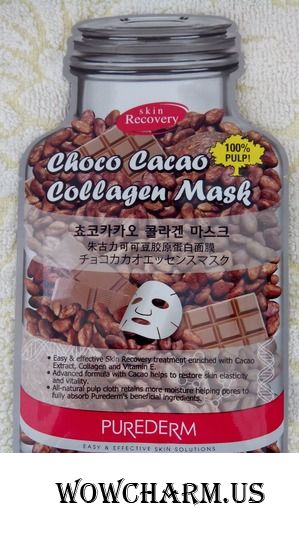 skin
Recovery
100%
PULP!
Choco Cacao
Collagen Mask
쵸코카카오 콜라겐 마스크
朱古力可可豆胶原蛋白面膜
チョコカカオエッセンスマスク
• Easy & effective Skin Recovery treatment enriched with Cacao
Extract, Collagen and Vitamin E.
• Advanced formula with Cacao helps to restore skin elasticity
and vitality.
• All-natural pulp cloth retains more moisture helping pores to
fully absorb Purederm's beneficial ingredients.
PUREDERM
EASY & EFFECTIVE SKIN SOLUTIONS
WOWCHARM.US